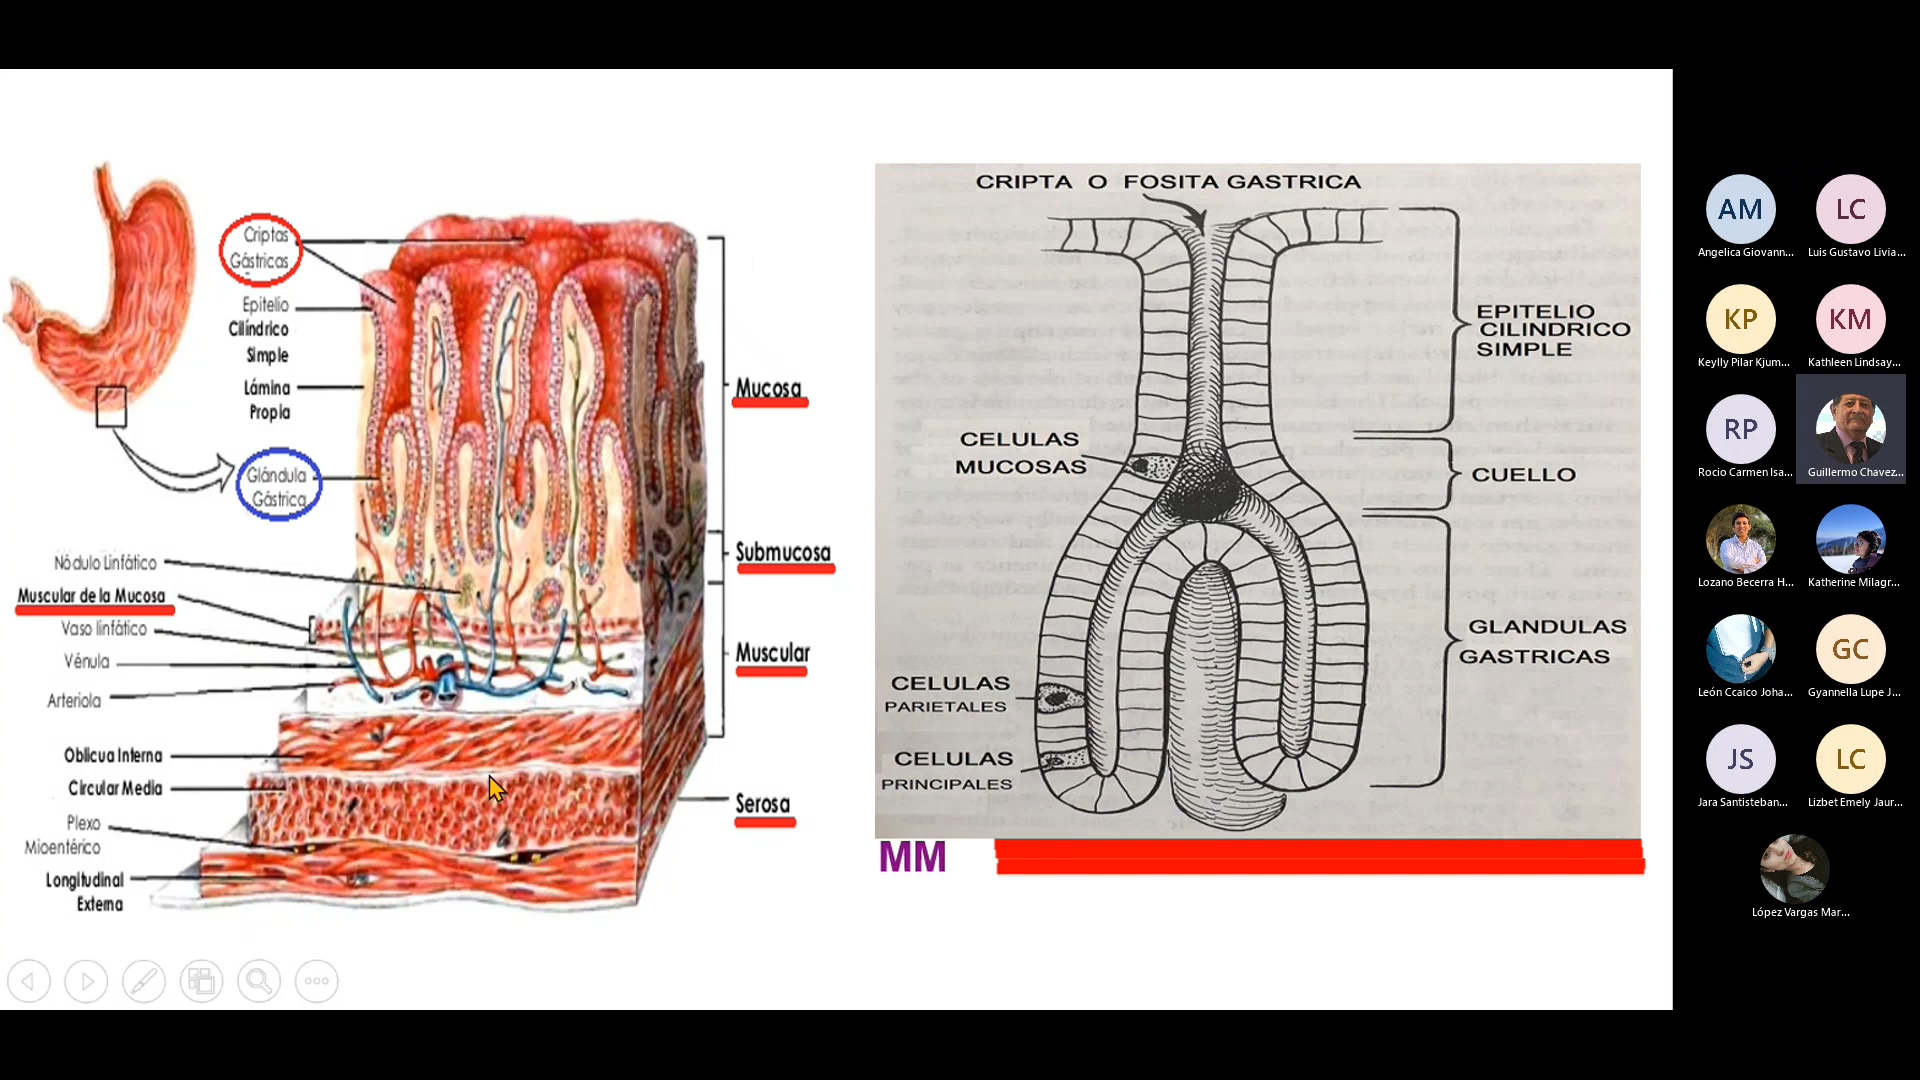 Criptas
Gástricas
Epitelio
Cilíndrico
Simple
Lámina
Propia
Glándula
Gástrica
Nódulo Linfático
Muscular de la Mucosa
Vaso linfático
Vénula
Arteriola
Oblicua Interna
Circular Media
Plexo
Mioentérico
Longitudinal
Externa
Mucosa
Submucosa
Muscular
Serosa
CRIPTA O FOSITA GASTRICA
EPITELIO
CILINDRICO
SIMPLE
CELULAS
MUCOSAS
CUELLO
GLANDULAS
GASTRICAS
CELULAS
PARIETALES
CELULAS
PRINCIPALES
MM
AM
Angelica Giovann...
LC
Luis Gustavo Livia...
KP
Keylly Pilar Kjum...
KM
Kathleen Lindsay...
RP
Rocio Carmen Isa...
Guillermo Chavez...
Lozano Becerra H...
Katherine Milagr...
León Ccaico Joha...
GC
Gyannella Lupe J...
JS
Jara Santisteban...
LC
Lizbet Emely Jaur...
López Vargas Mar...